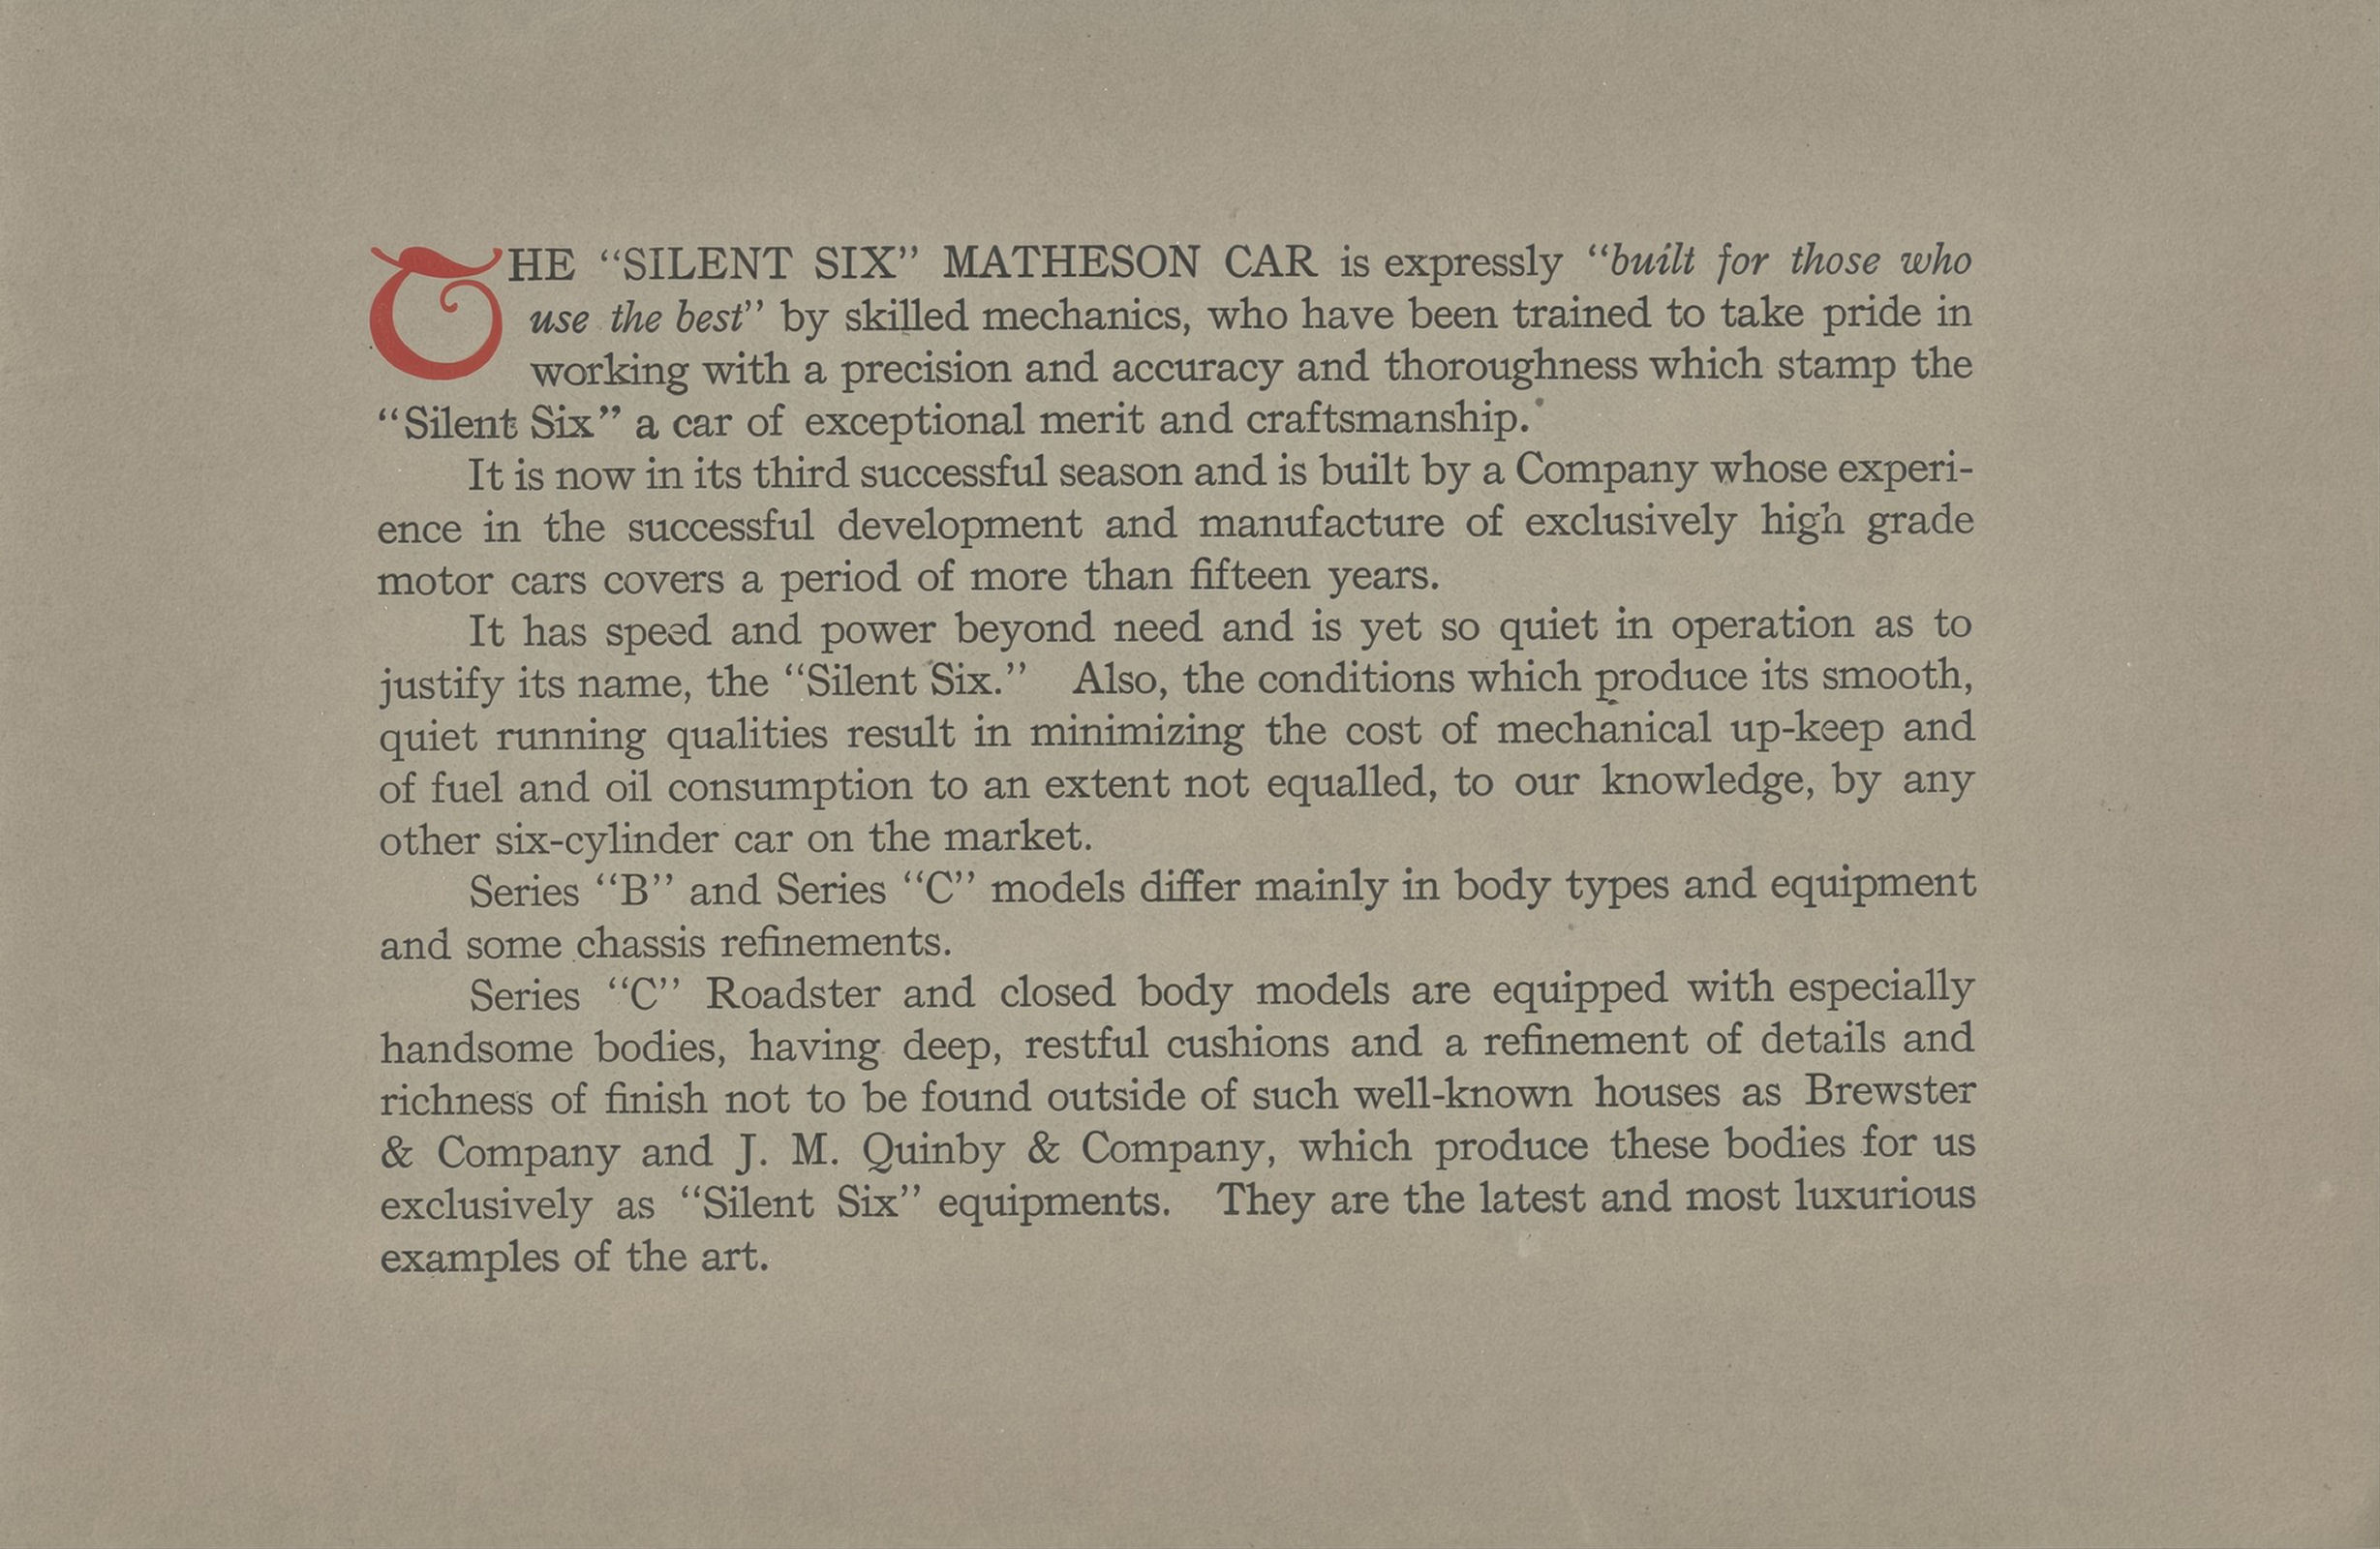 THE "SILENT SIX" MATHESON CAR is expressly "built for those who
use the best" by skilled mechanics, who have been trained to take pride in
working with a precision and accuracy and thoroughness which stamp the
"Silent Six" a car of exceptional merit and craftsmanship.
It is now in its third successful season and is built by a Company whose experi-
ence in the successful development and manufacture of exclusively high grade
motor cars covers a period of more than fifteen years.
It has speed and power beyond need and is yet so quiet in operation as to
justify its name, the "Silent Six." Also, the conditions which produce its smooth,
quiet running qualities result in minimizing the cost of mechanical up-keep and
of fuel and oil consumption to an extent not equalled, to our knowledge, by any
other six-cylinder car on the market.
Series "B" and Series "C" models differ mainly in body types and equipment
and some chassis refinements.
Series "C" Roadster and closed body models are equipped with especially
handsome bodies, having deep, restful cushions and a refinement of details and
richness of finish not to be found outside of such well-known houses as Brewster
& Company and J. M. Quinby & Company, which produce these bodies for us
exclusively as "Silent Six" equipments. They are the latest and most luxurious
examples of the art.